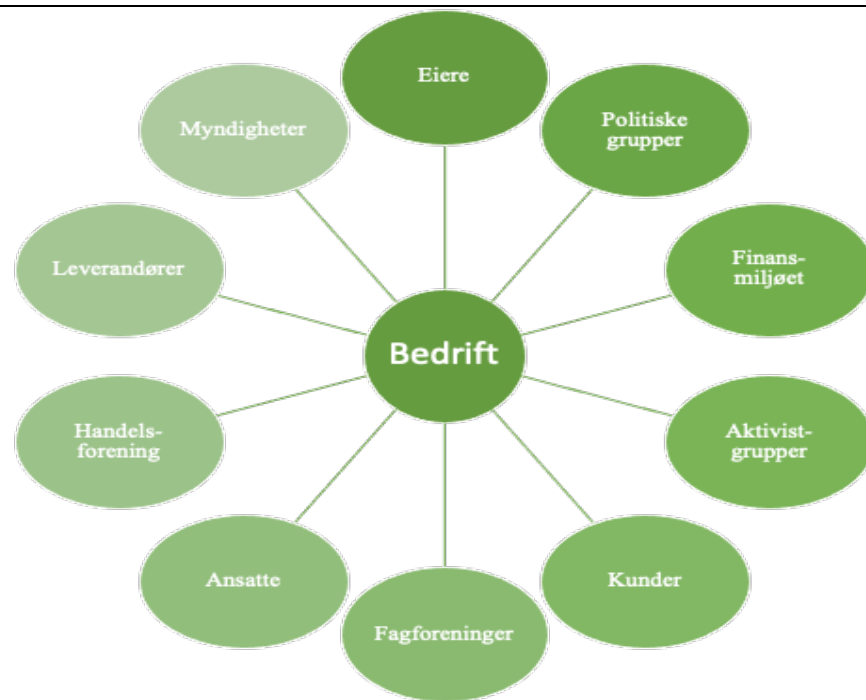 Eiere
Politiske
grupper
Finans-
miljøet
Aktivist-
grupper
Kunder
Fagforeninger
Ansatte
Handels-
forening
Leverandører
Myndigheter
Bedrift